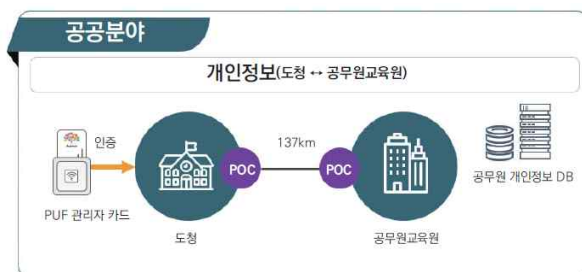 공공분야
개인정보(도청 ↔ 공무원교육원)
인증
137km
POC
POC
PUF 관리자 카드
도청
공무원교육원
공무원 개인정보 DB